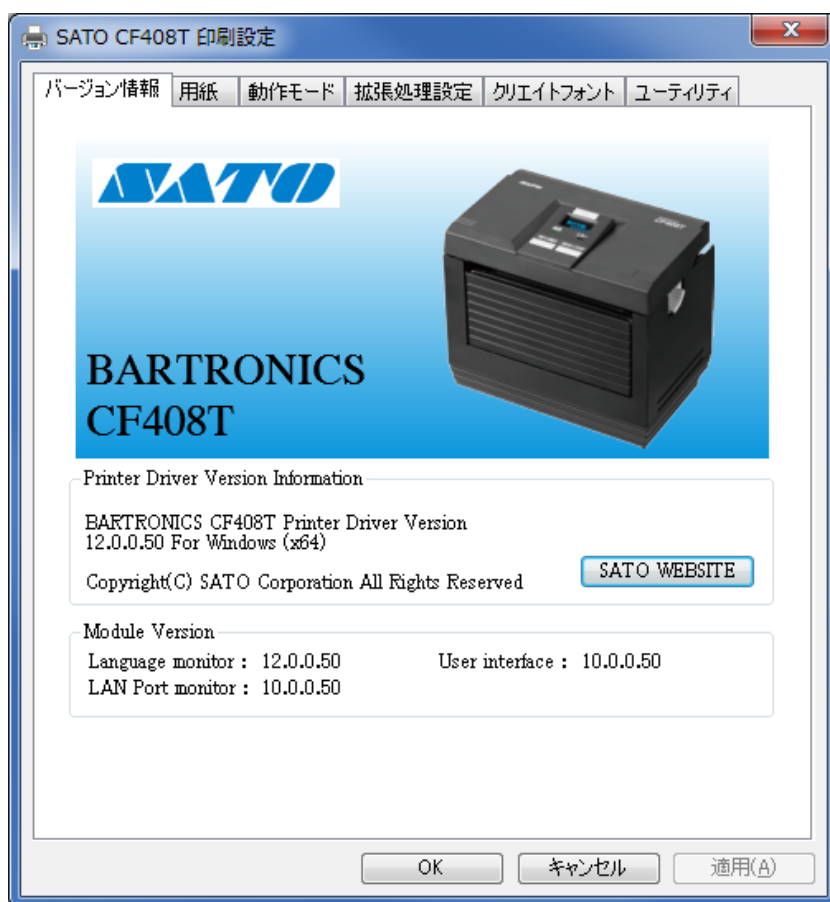 SATO CF408T 印刷設定
バージョン情報 用紙 動作モード 拡張処理設定 クリエイトフォント ユーティリティ
SATO
BARTRONICS
CF408T
Printer Driver Version Information
BARTRONICS CF408T Printer Driver Version
12.0.0.50 For Windows (x64)
Copyright(C) SATO Corporation All Rights Reserved
SATO WEBSITE
Module Version
Language monitor : 12.0.0.50 User interface : 10.0.0.50
LAN Port monitor : 10.0.0.50
OK キャンセル 適用(A)